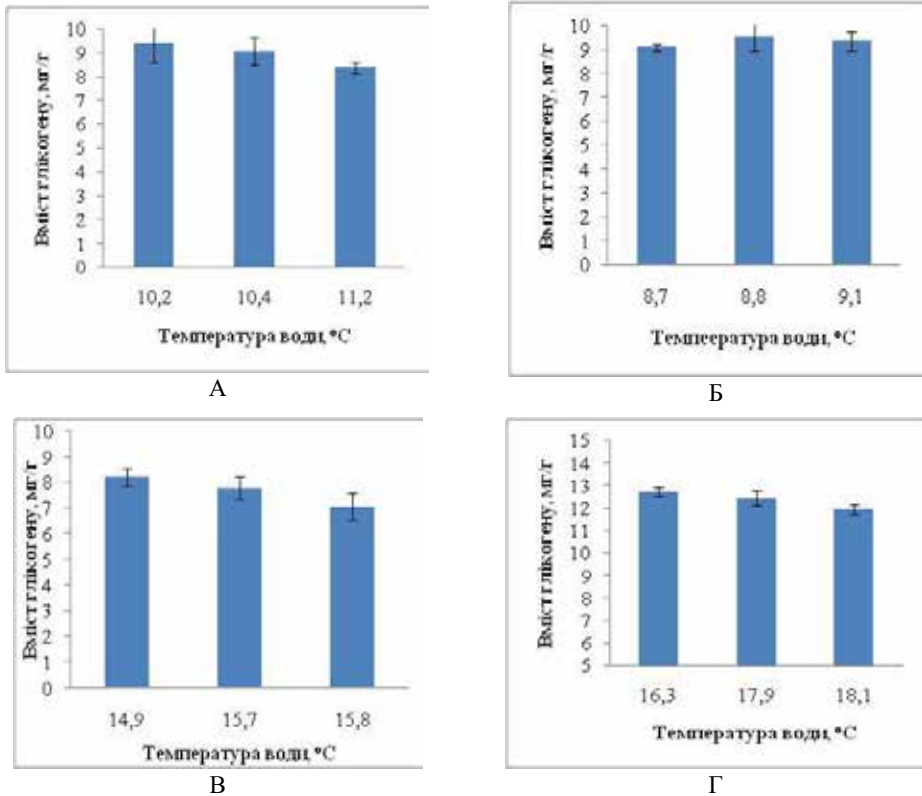 Вміст глікогену, мг/г
10
9
8
7
6
5
4
3
2
1
0
10,2 10,4 11,2
Температура води, °С
А
Вміст глікогену, мг/г
10
9
8
7
6
5
4
3
2
1
0
8,7 8,8 9,1
Темпеература води, °С
Б
Вміст глікогену, мг/г
10
9
8
7
6
5
4
3
2
1
0
14,9 15,7 15,8
Температура води, °С
В
Вміст глікогену, мг/г
15
14
13
12
11
10
9
8
7
6
5
16,3 17,9 18,1
Температура води, °С
Г